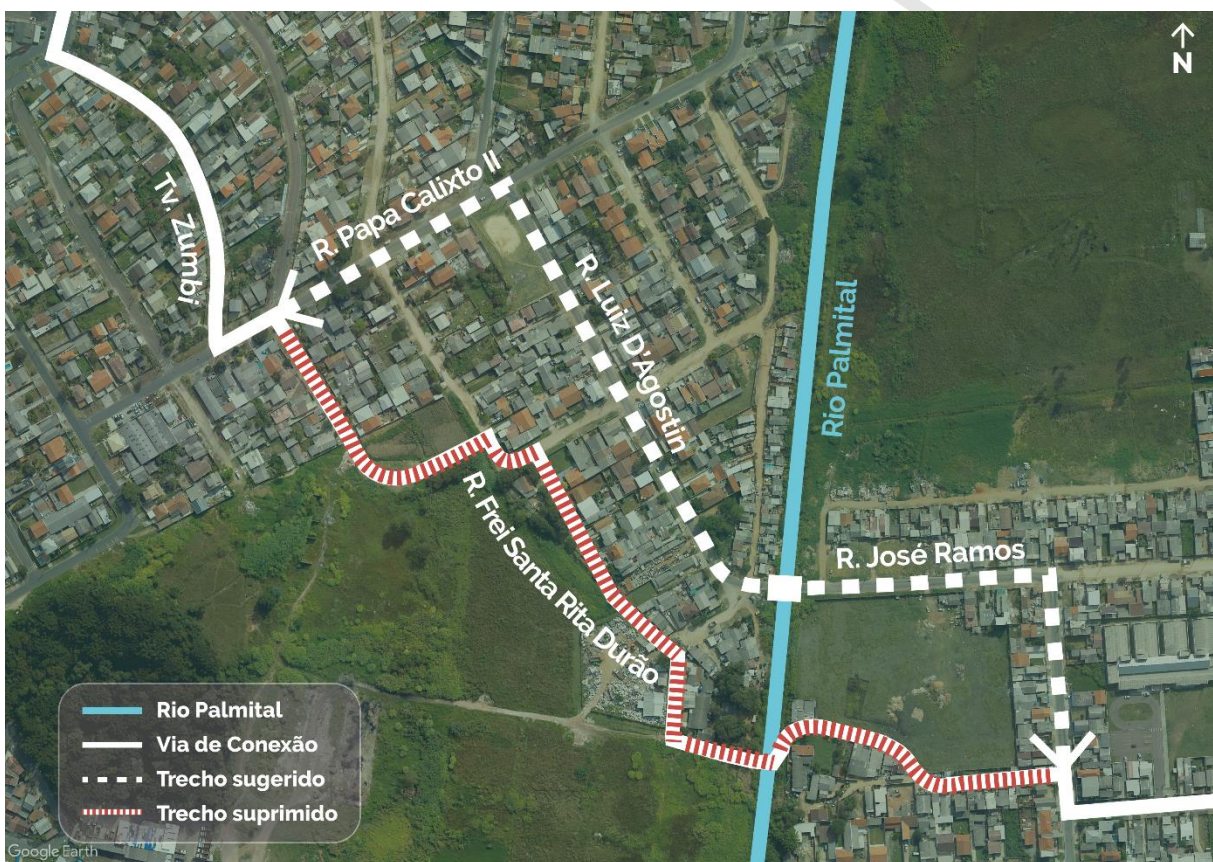 N
Tv. Zumbi
R. Papa Calixto II
R. Luiz D'Agostin
Rio Palmital
R. Frei Santa Rita Durão
R. José Ramos
Rio Palmital
Via de Conexão
Trecho sugerido
Trecho suprimido
Google Earth